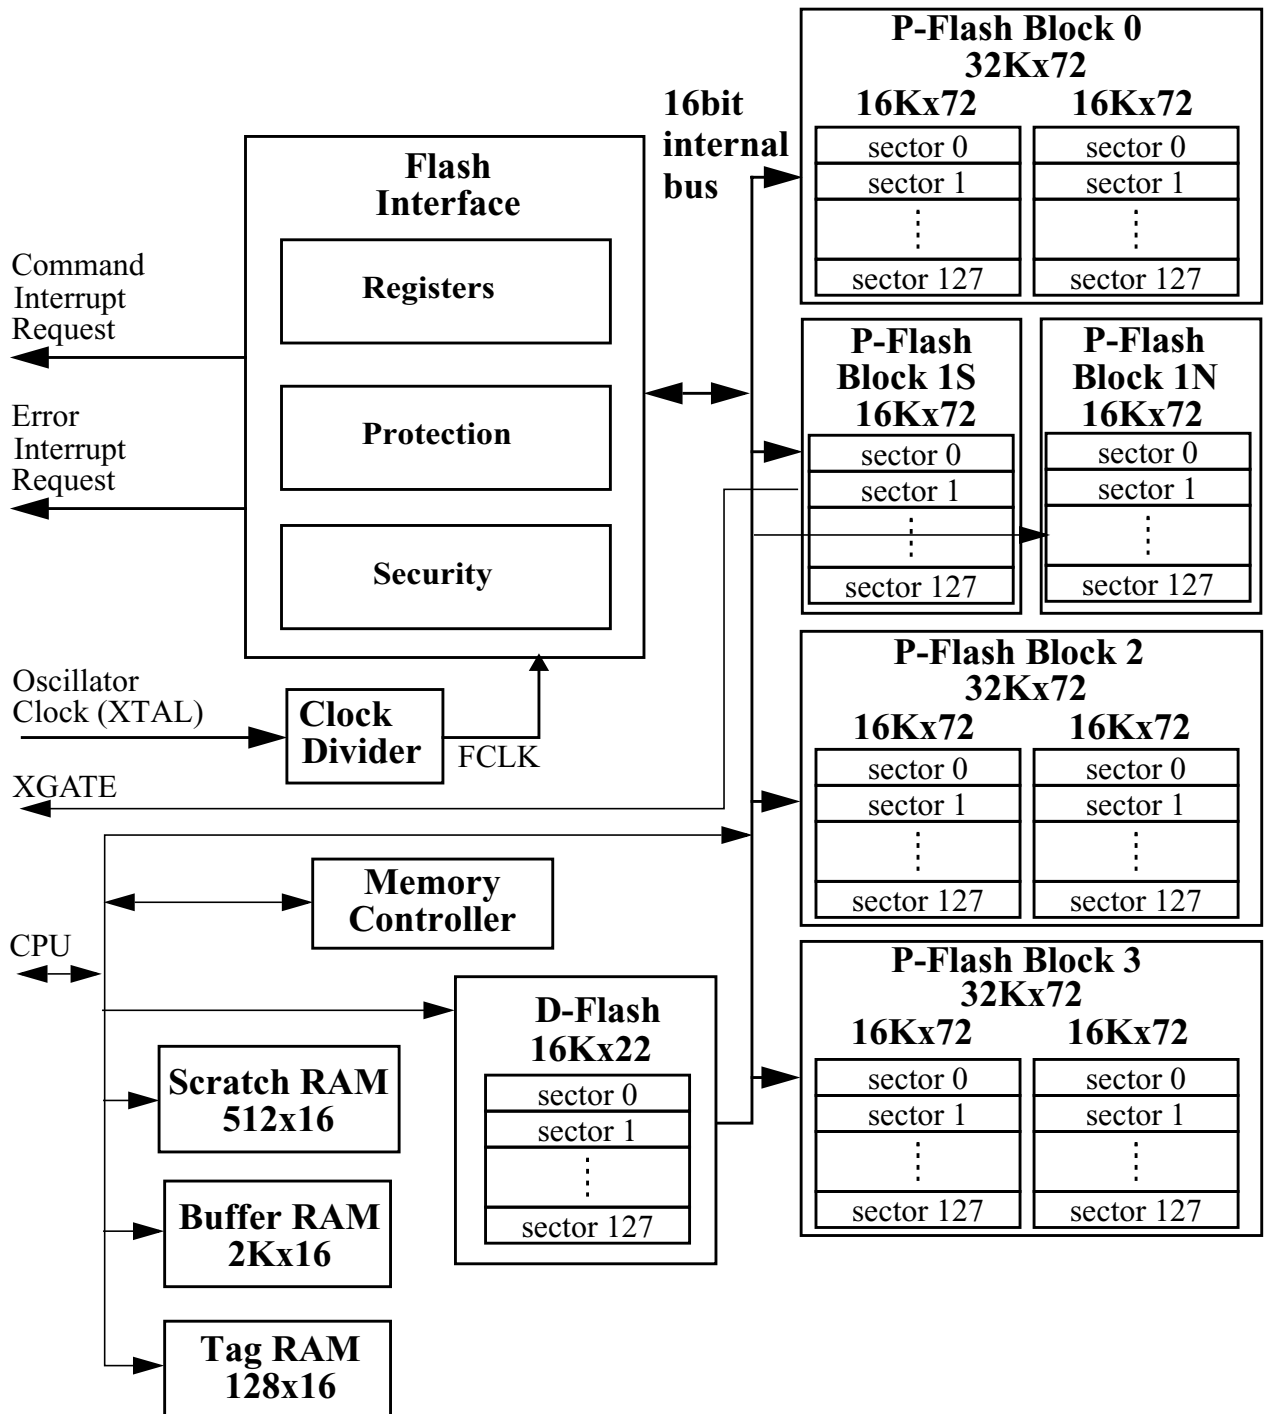 P-Flash Block 0
32Kx72
16Kx72
16Kx72
sector 0
sector 1
sector 127
sector 0
sector 1
sector 127
16bit
internal
bus
Flash
Interface
Registers
Protection
Security
Command
Interrupt
Request
Error
Interrupt
Request
P-Flash
Block 1S
16Kx72
sector 0
sector 1
sector 127
P-Flash
Block 1N
16Kx72
sector 0
sector 1
sector 127
Oscillator
Clock (XTAL)
Clock
Divider
FCLK
XGATE
P-Flash Block 2
32Kx72
16Kx72
16Kx72
sector 0
sector 1
sector 127
sector 0
sector 1
sector 127
Memory
Controller
CPU
D-Flash
16Kx22
sector 0
sector 1
sector 127
Scratch RAM
512x16
Buffer RAM
2Kx16
Tag RAM
128x16
P-Flash Block 3
32Kx72
16Kx72
16Kx72
sector 0
sector 1
sector 127
sector 0
sector 1
sector 127